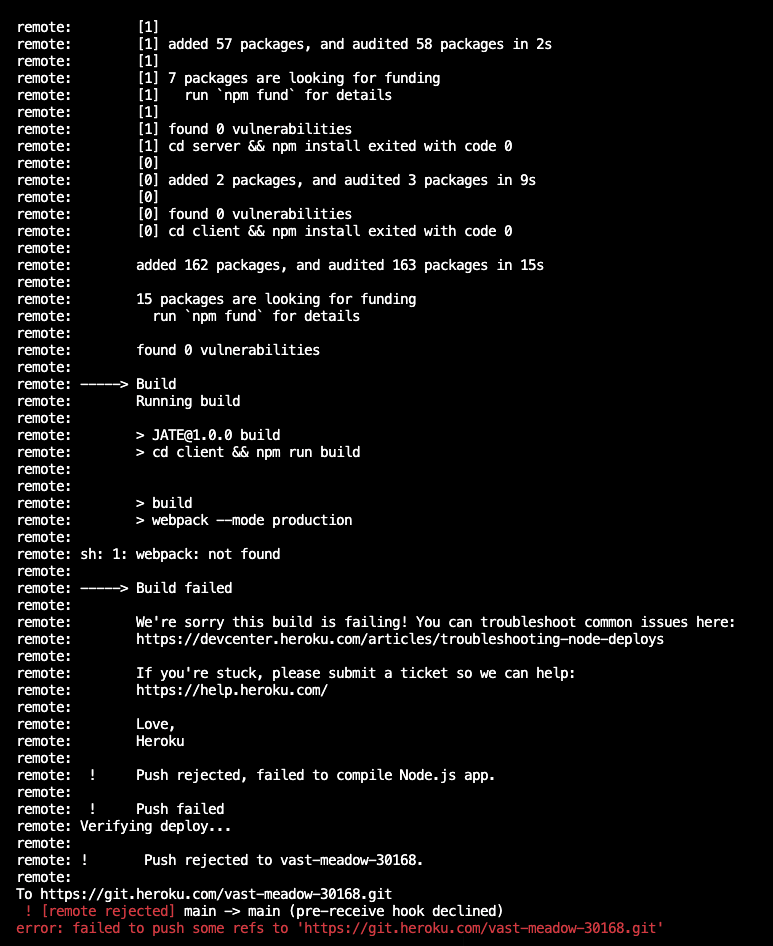 remote:        [1]
remote:        [1] added 57 packages, and audited 58 packages in 2s
remote:        [1]
remote:        [1] 7 packages are looking for funding
remote:        [1]   run `npm fund` for details
remote:        [1]
remote:        [1] found 0 vulnerabilities
remote:        [1] cd server && npm install exited with code 0
remote:        [0]
remote:        [0] added 2 packages, and audited 3 packages in 9s
remote:        [0]
remote:        [0] found 0 vulnerabilities
remote:        [0] cd client && npm install exited with code 0
remote:
remote:        added 162 packages, and audited 163 packages in 15s
remote:
remote:        15 packages are looking for funding
remote:          run `npm fund` for details
remote:
remote:        found 0 vulnerabilities
remote:
remote: -----> Build
remote:        Running build
remote:
remote:        > JATE@1.0.0 build
remote:        > cd client && npm run build
remote:
remote:
remote:        > build
remote:        > webpack --mode production
remote:
remote: sh: 1: webpack: not found
remote:
remote: -----> Build failed
remote:
remote:        We're sorry this build is failing! You can troubleshoot common issues here:
remote:        https://devcenter.heroku.com/articles/troubleshooting-node-deploys
remote:
remote:        If you're stuck, please submit a ticket so we can help:
remote:        https://help.heroku.com/
remote:
remote:        Love,
remote:        Heroku
remote:
remote:  !     Push rejected, failed to compile Node.js app.
remote:
remote:  !     Push failed
remote: Verifying deploy...
remote:
remote: !       Push rejected to vast-meadow-30168.
remote:
To https://git.heroku.com/vast-meadow-30168.git
 ! [remote rejected] main -> main (pre-receive hook declined)
error: failed to push some refs to 'https://git.heroku.com/vast-meadow-30168.git'